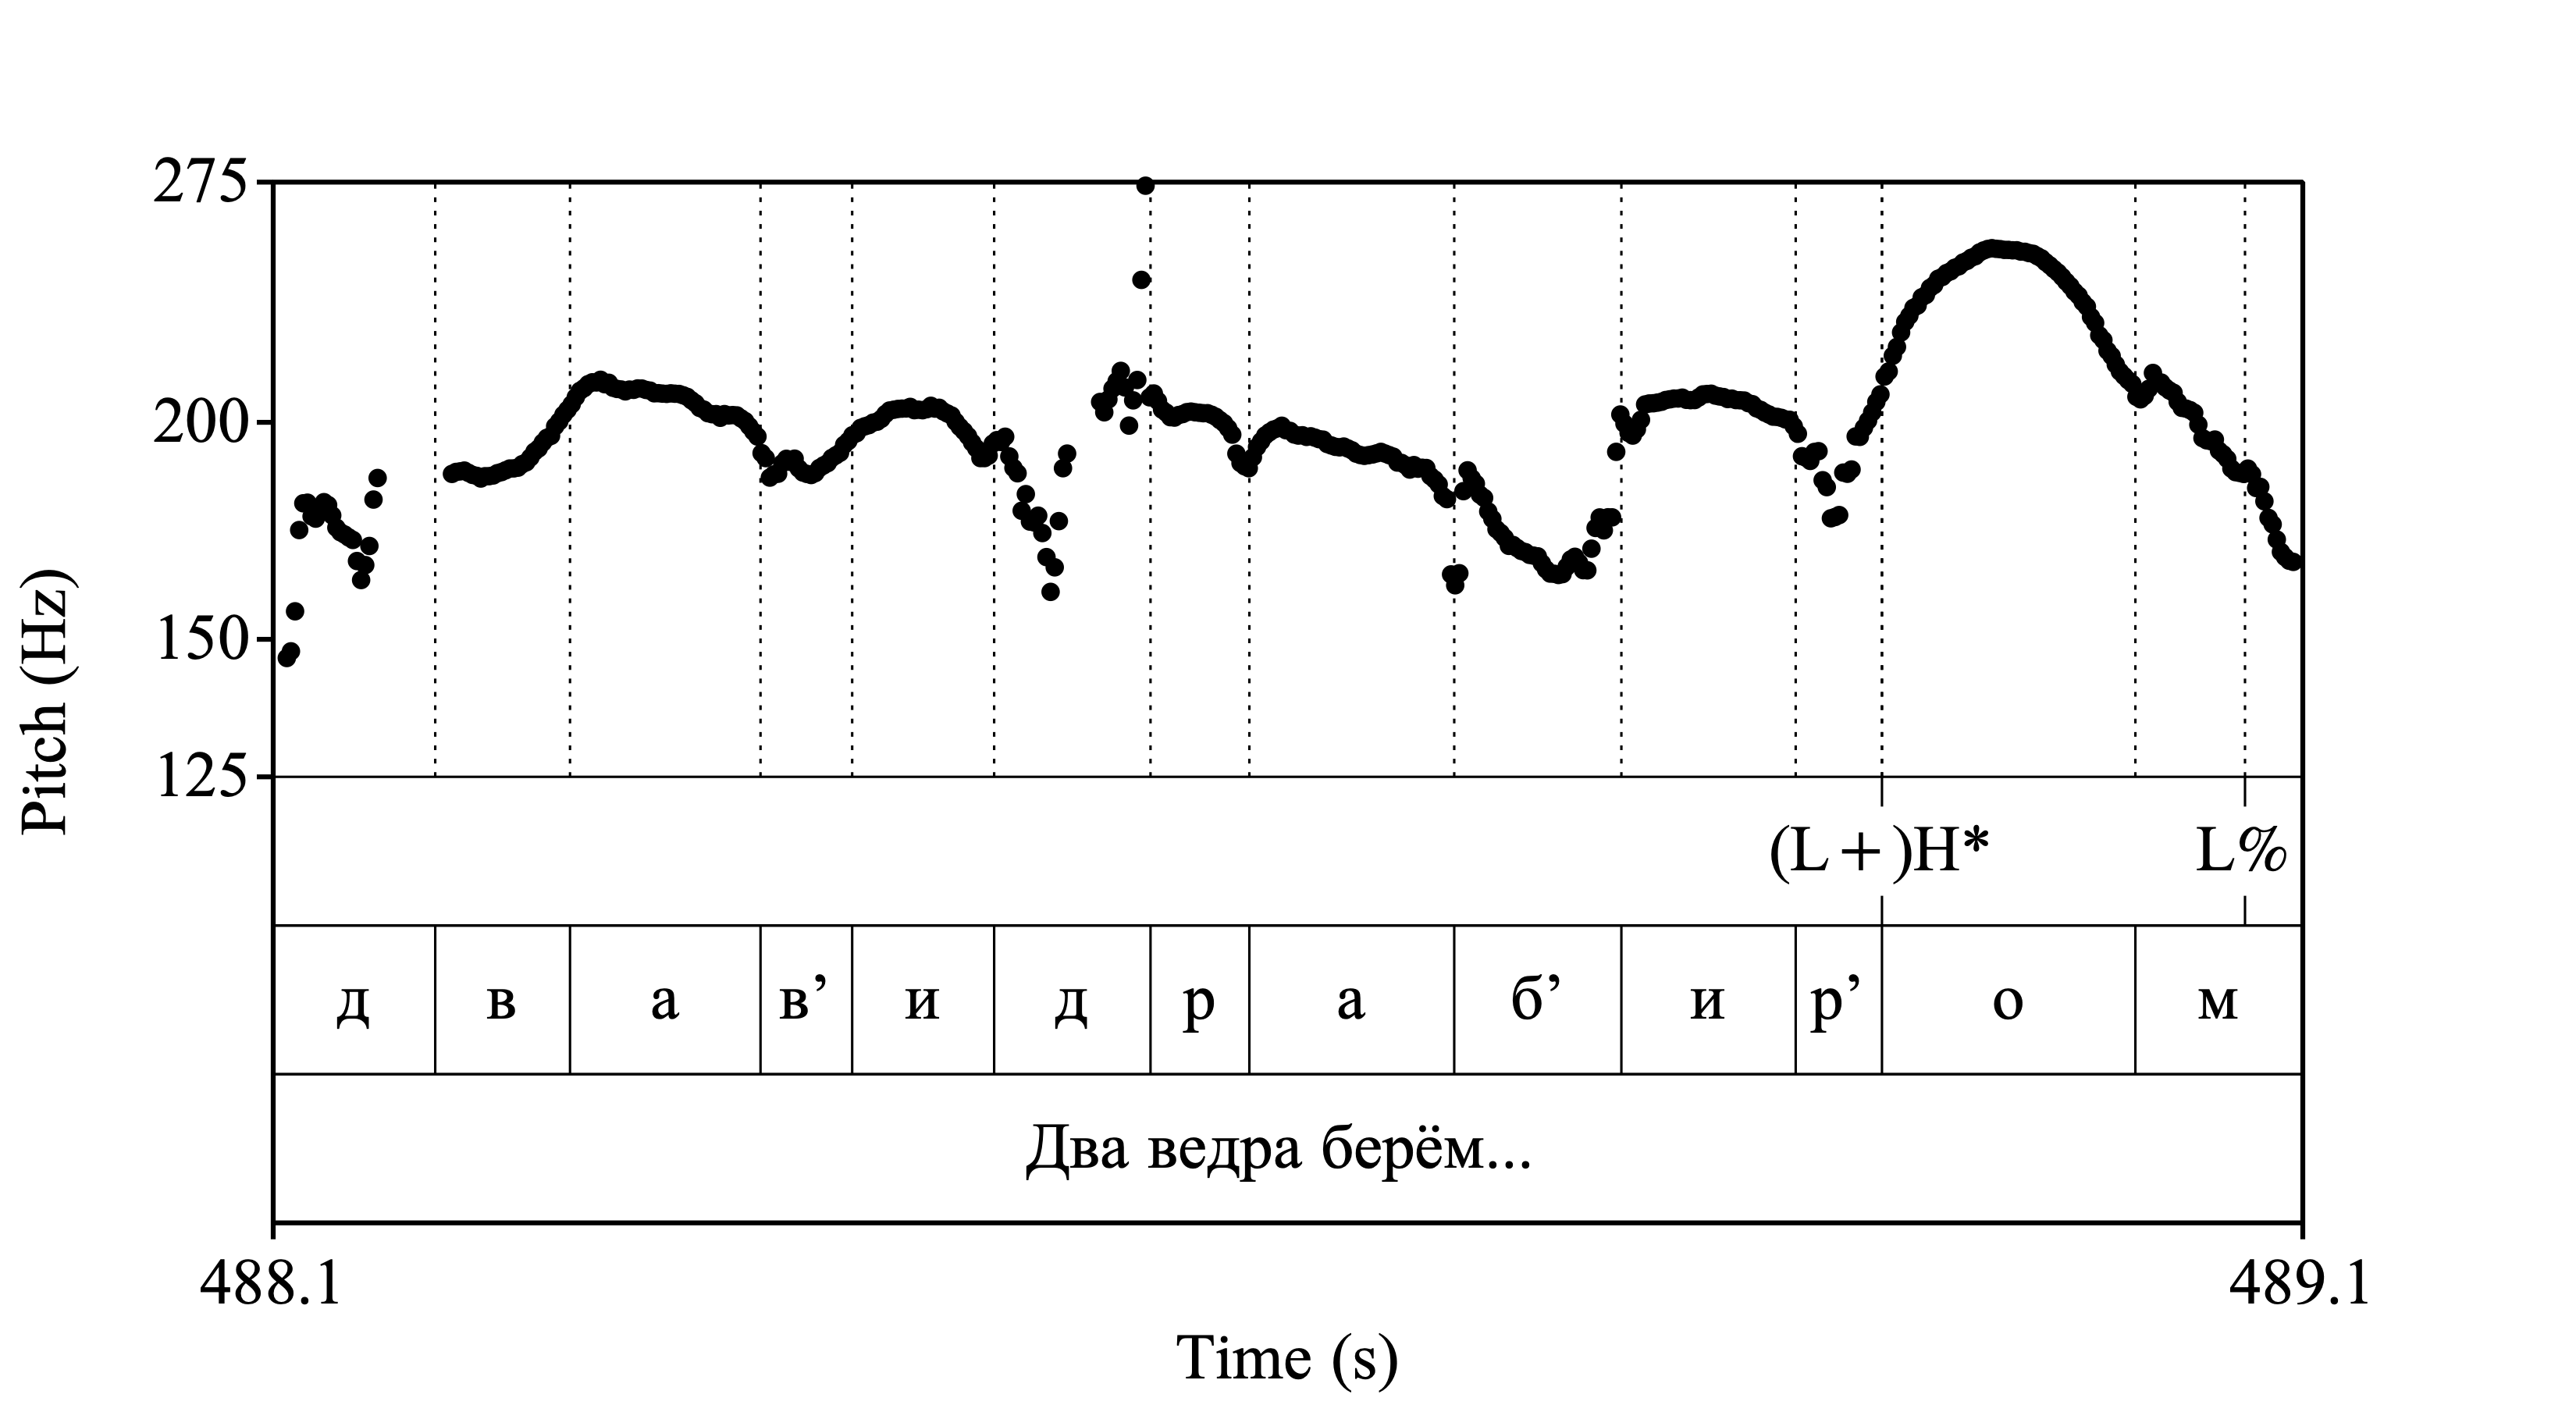 275
200
150
125
Pitch (Hz)
(L+)H* L%
д в а в’ и д р а б’ и р’ о м
Два ведра берём...
488.1 489.1
Time (s)